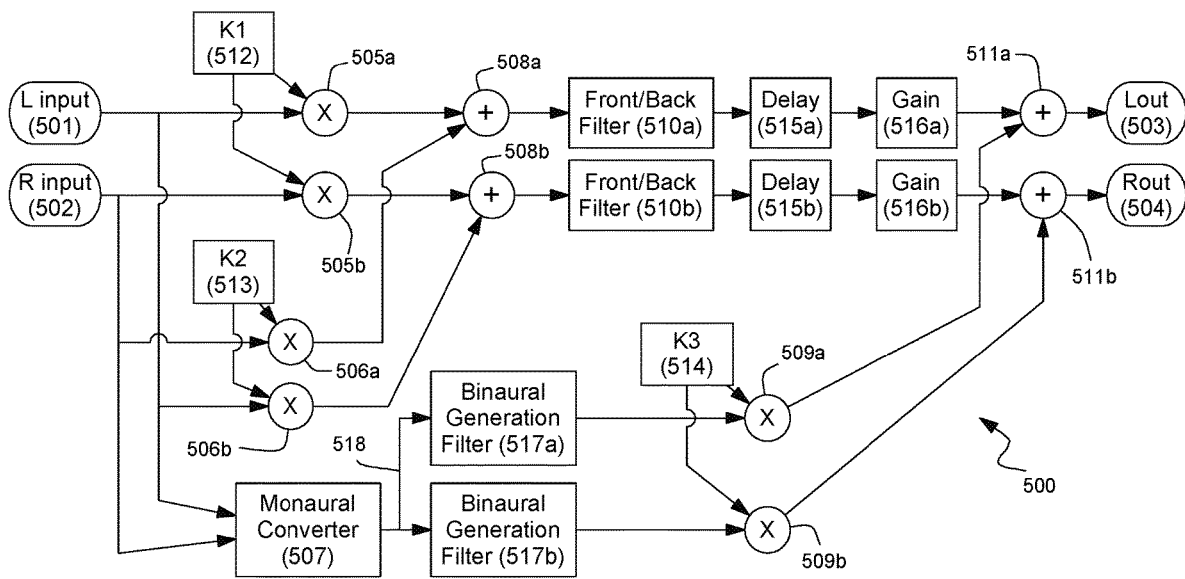 K1
(512)
505a
508a
511a
L input
(501)
X
+
Front/Back
Filter (510a)
Delay
(515a)
Gain
(516a)
+
Lout
(503)
508b
R input
(502)
X
+
Front/Back
Filter (510b)
Delay
(515b)
Gain
(516b)
+
Rout
(504)
505b
511b
K2
(513)
X
506a
K3
(514)
509a
X
506b
518
Binaural
Generation
Filter (517a)
X
500
Monaural
Converter
(507)
Binaural
Generation
Filter (517b)
X
509b